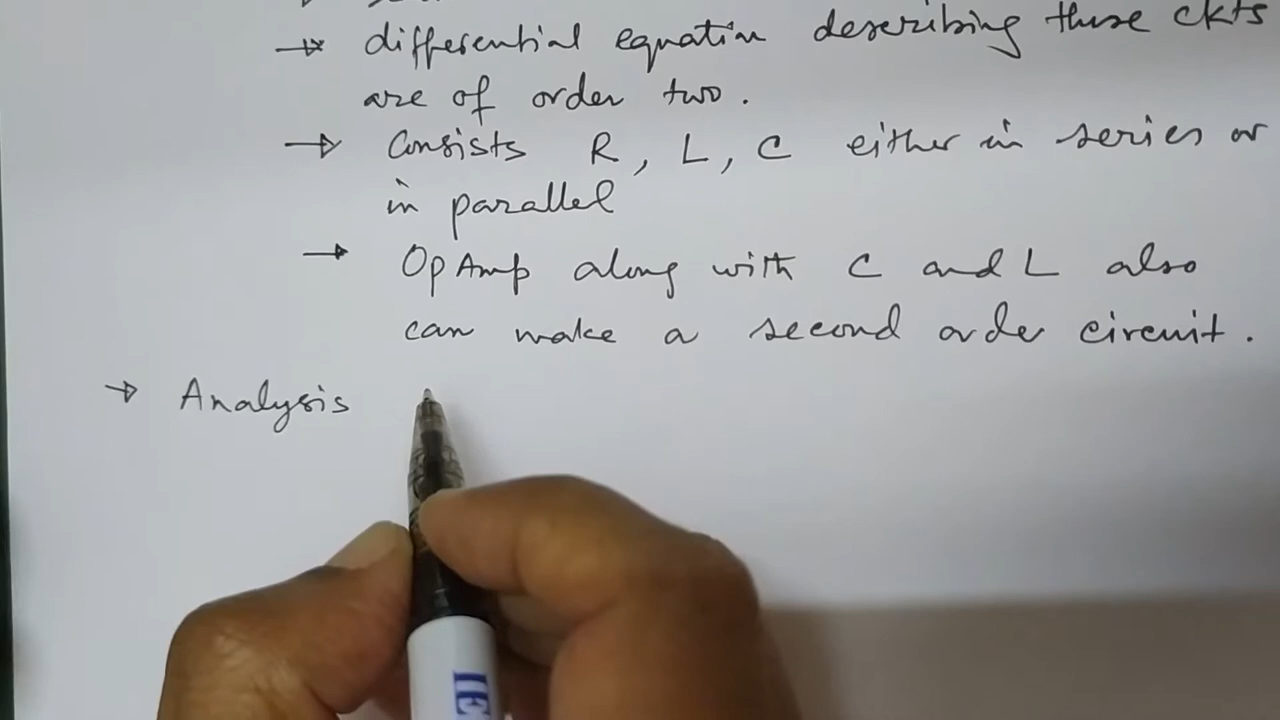 → differential equation describing these ckts
are of order two.
→ Consists R, L, C either in series or
in parallel
→ OpAmp along with C and L also
can make a second order circuit.
→ Analysis
IE